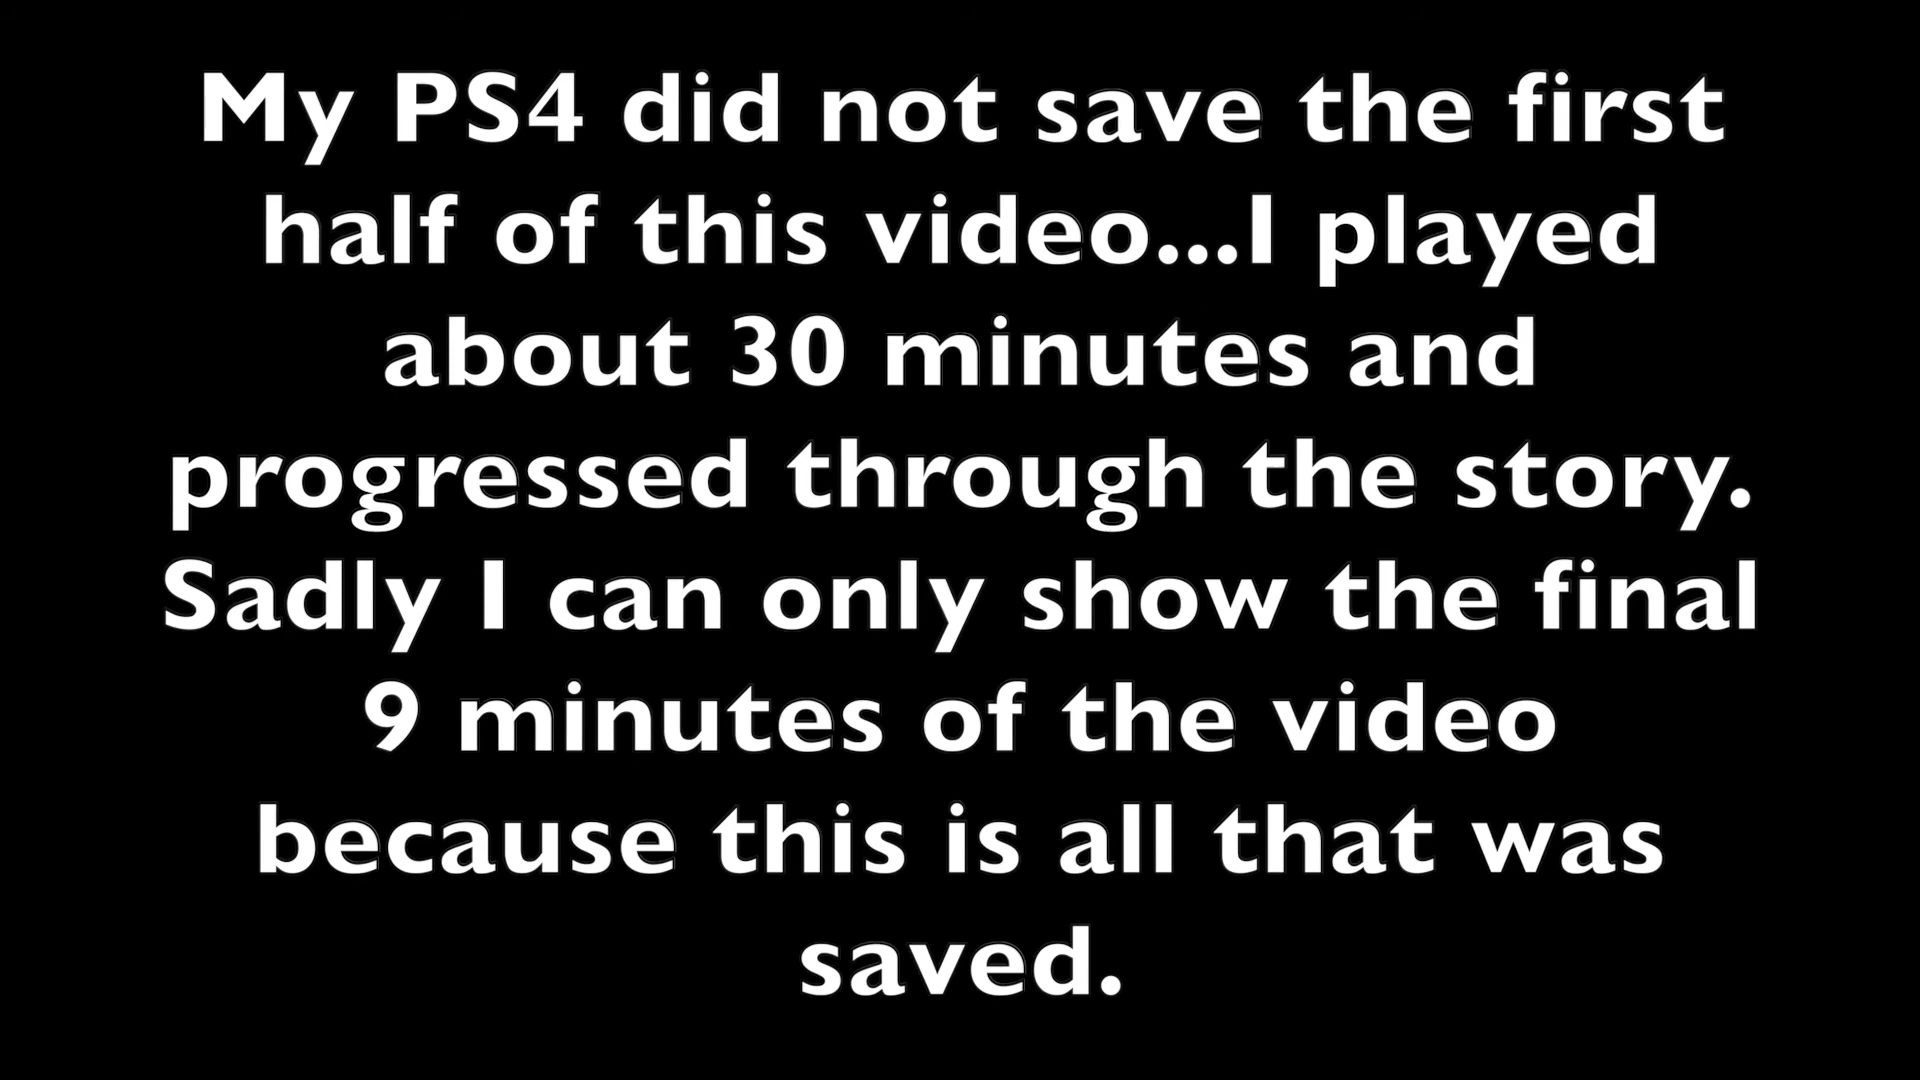 My PS4 did not save the first
half of this video...I played
about 30 minutes and
progressed through the story.
Sadly I can only show the final
9 minutes of the video
because this is all that was
saved.